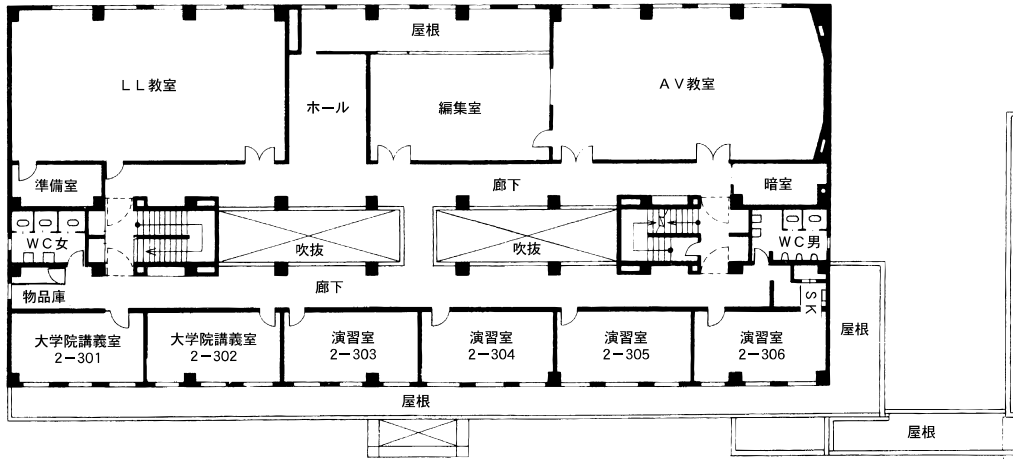 屋根
ＬＬ教室
ホール
編集室
ＡＶ教室
準備室
廊下
暗室
ＷＣ女
吹抜
吹抜
ＷＣ男
物品庫
廊下
ＳＫ
大学院講義室
2－301
大学院講義室
2－302
演習室
2－303
演習室
2－304
演習室
2－305
演習室
2－306
屋根
屋根
屋根